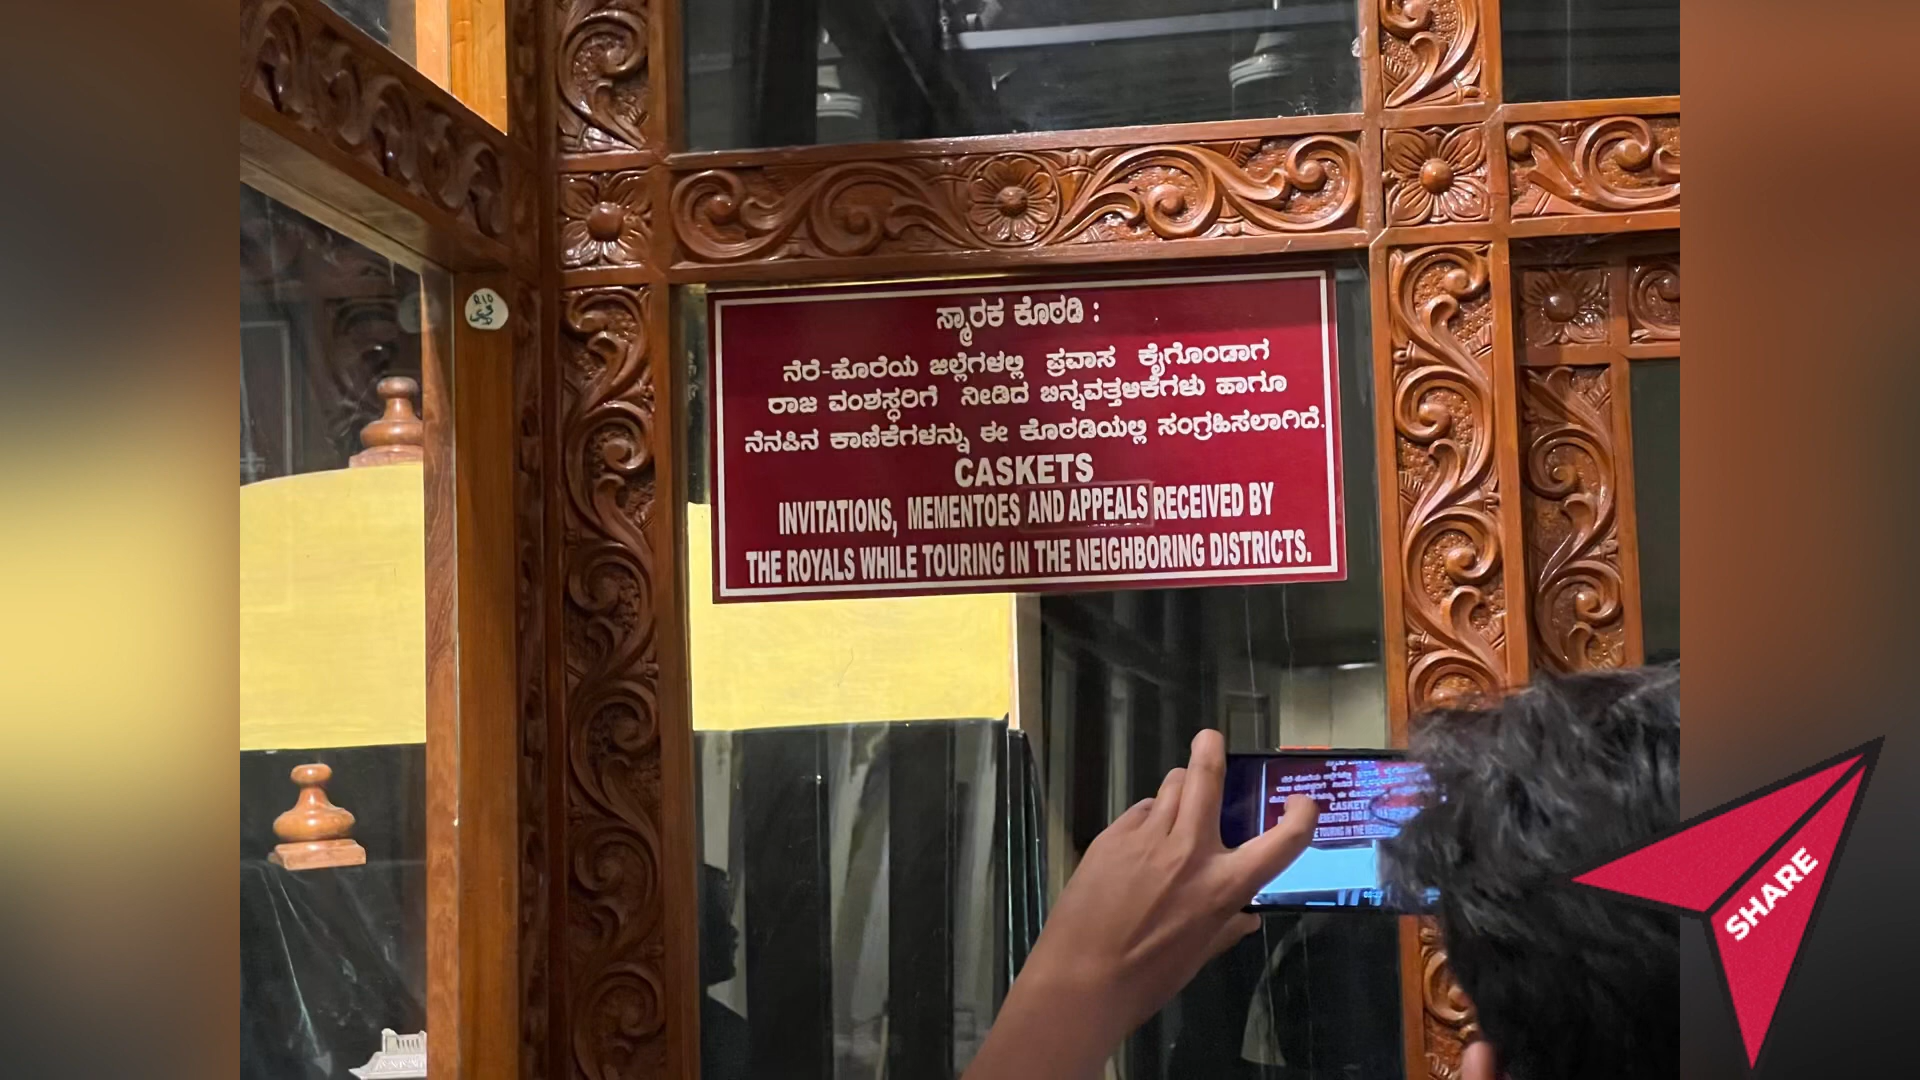 ಸ್ಮಾರಕ ಕೊಠಡಿ :
ನೆರೆ-ಹೊರೆಯ ಜಿಲ್ಲೆಗಳಲ್ಲಿ ಪ್ರವಾಸ ಕೈಗೊಂಡಾಗ
ರಾಜ ವಂಶಸ್ಥರಿಗೆ ನೀಡಿದ ಬಿನ್ನವತ್ತಳಿಕೆಗಳು ಹಾಗೂ
ನೆನಪಿನ ಕಾಣಿಕೆಗಳನ್ನು ಈ ಕೊಠಡಿಯಲ್ಲಿ ಸಂಗ್ರಹಿಸಲಾಗಿದೆ.
CASKETS
INVITATIONS, MEMENTOES AND APPEALS RECEIVED BY
THE ROYALS WHILE TOURING IN THE NEIGHBORING DISTRICTS.
SHARE